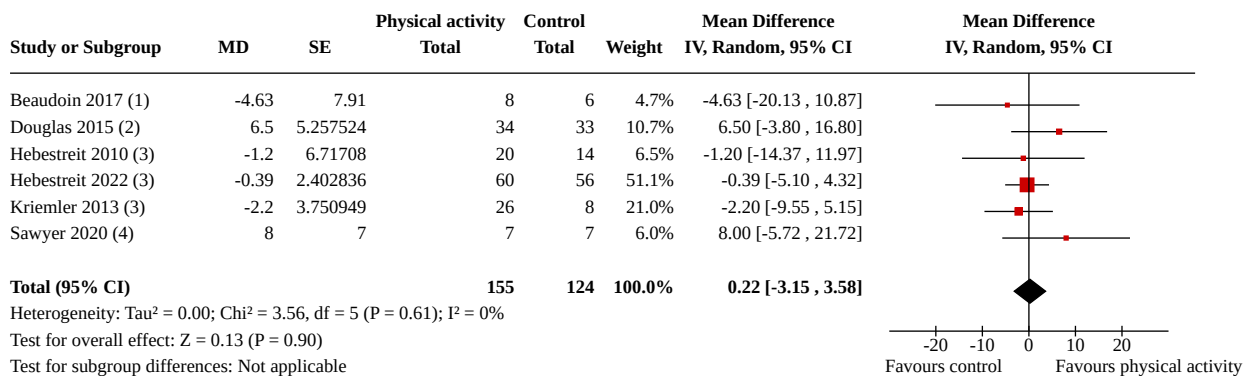 Physical activity Control Mean Difference Mean Difference
Study or Subgroup MD SE Total Total Weight IV, Random, 95% CI IV, Random, 95% CI
Beaudoin 2017 (1) -4.63 7.91 8 6 4.7% -4.63 [-20.13 , 10.87]
Douglas 2015 (2) 6.5 5.257524 34 33 10.7% 6.50 [-3.80 , 16.80]
Hebestreit 2010 (3) -1.2 6.71708 20 14 6.5% -1.20 [-14.37 , 11.97]
Hebestreit 2022 (3) -0.39 2.402836 60 56 51.1% -0.39 [-5.10 , 4.32]
Kriemler 2013 (3) -2.2 3.750949 26 8 21.0% -2.20 [-9.55 , 5.15]
Sawyer 2020 (4) 8 7 7 7 6.0% 8.00 [-5.72 , 21.72]
Total (95% CI) 155 124 100.0% 0.22 [-3.15 , 3.58]
Heterogeneity: Tau² = 0.00; Chi² = 3.56, df = 5 (P = 0.61); I² = 0%
Test for overall effect: Z = 0.13 (P = 0.90)
Test for subgroup differences: Not applicable
-20 -10 0 10 20
Favours control Favours physical activity